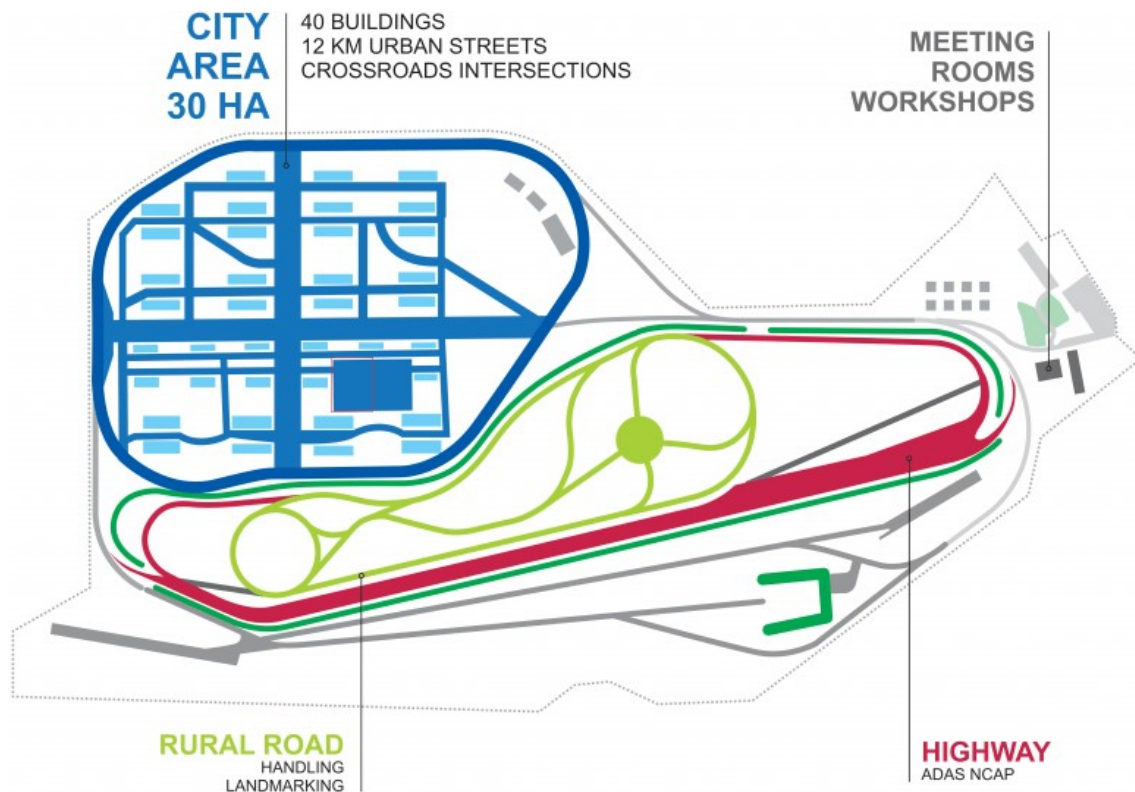 CITY
AREA
30 HA
40 BUILDINGS
12 KM URBAN STREETS
CROSSROADS INTERSECTIONS
MEETING
ROOMS
WORKSHOPS
RURAL ROAD
HANDLING
LANDMARKING
HIGHWAY
ADAS NCAP